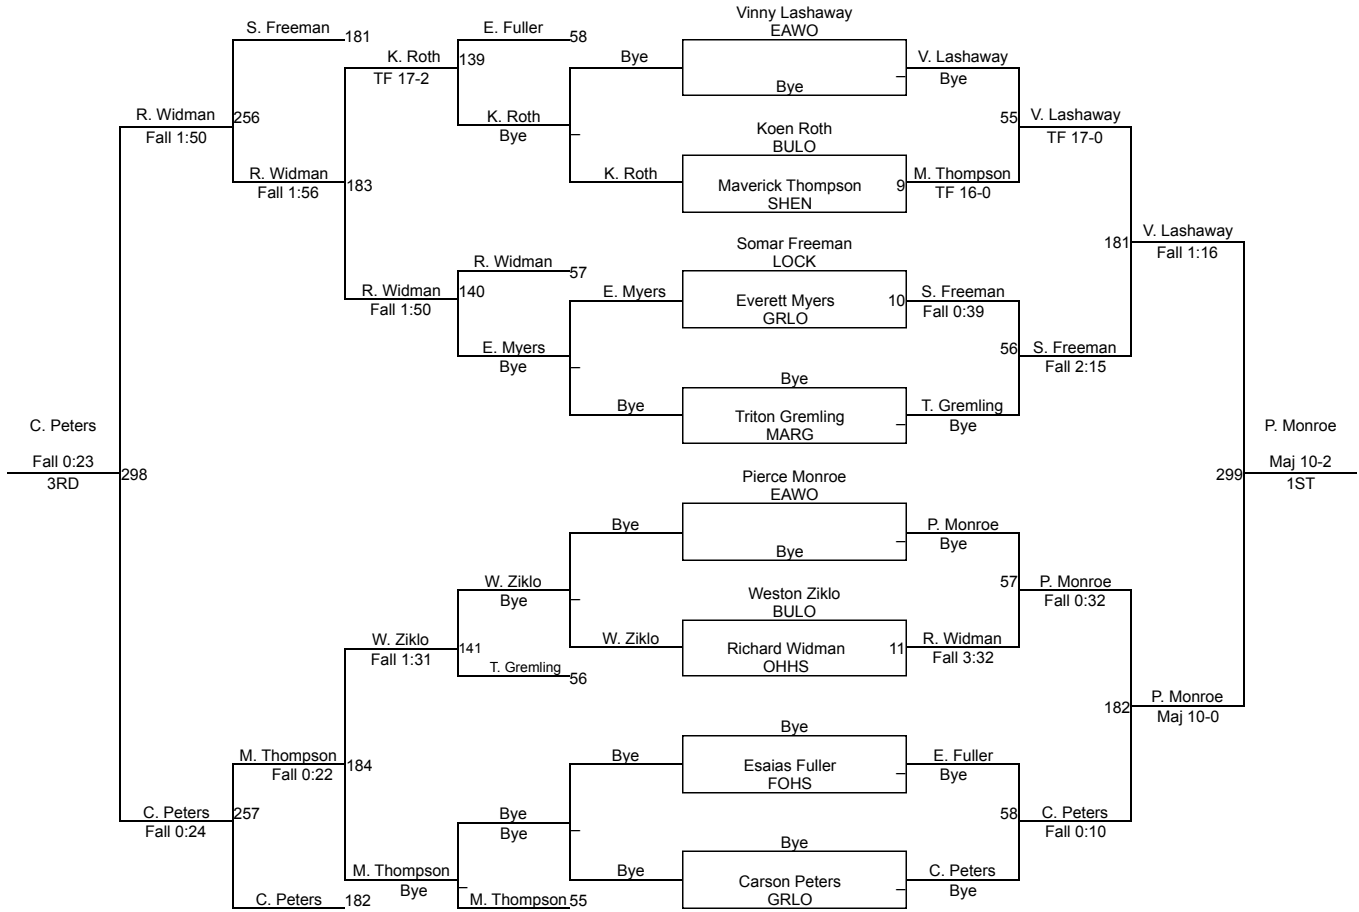 Vinny Lashaway
EAWO
S. Freeman 181
E. Fuller 58
K. Roth 139
TF 17-2
Bye
V. Lashaway
Bye
Bye
R. Widman 256
Fall 1:50
K. Roth
Bye
Koen Roth
BULO
55 V. Lashaway
TF 17-0
R. Widman 183
Fall 1:56
K. Roth
Maverick Thompson 9
SHEN
M. Thompson
TF 16-0
Somar Freeman
LOCK
181 V. Lashaway
Fall 1:16
R. Widman 57
R. Widman 140
Fall 1:50
E. Myers
Everett Myers 10
GRLO
S. Freeman
Fall 0:39
E. Myers
Bye
56 S. Freeman
Fall 2:15
Bye
Bye
Triton Gremling
MARG
T. Gremling
Bye
C. Peters
Fall 0:23
3RD
298
P. Monroe
Maj 10-2
1ST
299
Pierce Monroe
EAWO
Bye
Bye
P. Monroe
Bye
W. Ziklo
Bye
Weston Ziklo
BULO
57 P. Monroe
Fall 0:32
W. Ziklo 141
Fall 1:31
W. Ziklo
Richard Widman 11
OHHS
R. Widman
Fall 3:32
T. Gremling 56
182 P. Monroe
Maj 10-0
Bye
M. Thompson 184
Fall 0:22
Bye
Esaias Fuller
FOHS
E. Fuller
Bye
C. Peters 257
Fall 0:24
Bye
Bye
58 C. Peters
Fall 0:10
Bye
M. Thompson
Bye
Bye
Carson Peters
GRLO
C. Peters
Bye
C. Peters 182
M. Thompson 55